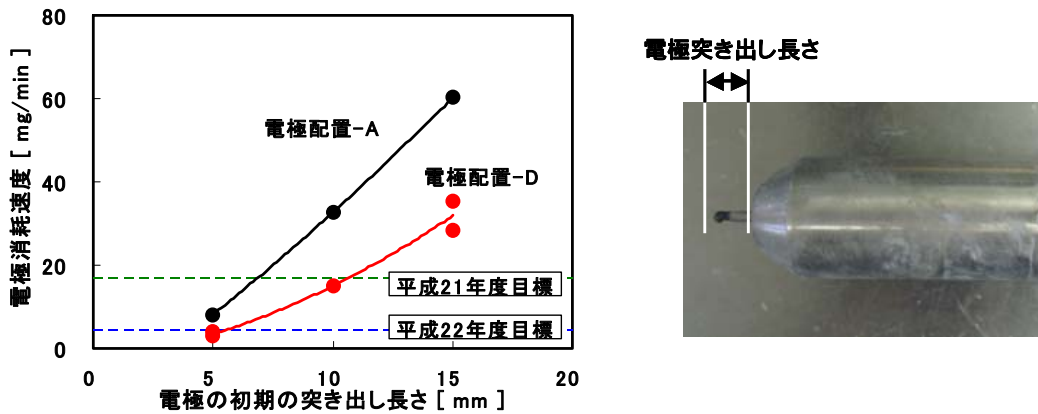 電極消耗速度 [ mg/min ]
80
60
40
20
0
電極配置-A
電極配置-D
平成21年度目標
平成22年度目標
0 5 10 15 20
電極の初期の突き出し長さ [ mm ]
電極突き出し長さ